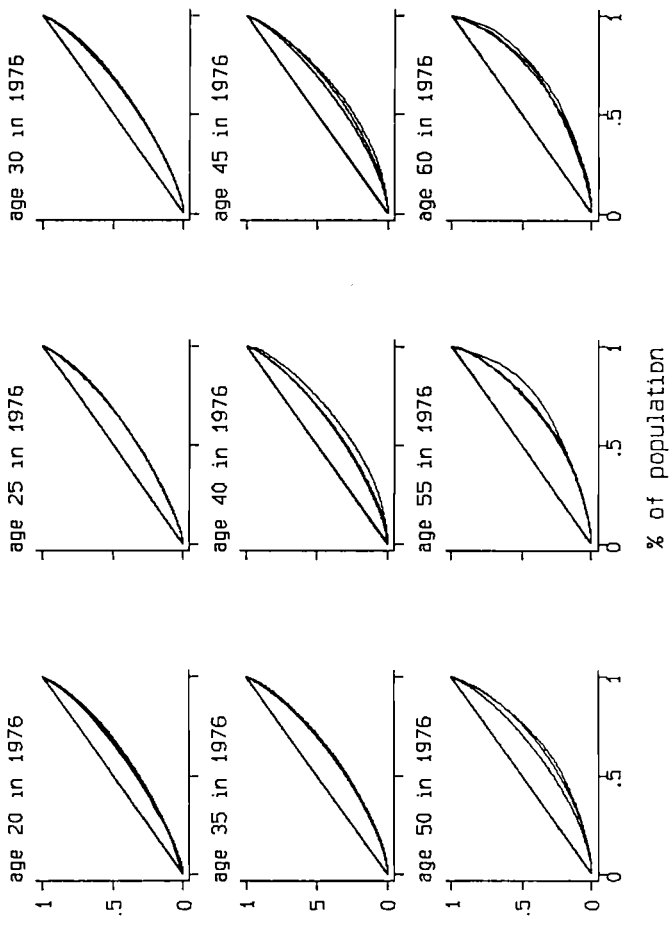 age 20 in 1976
age 25 in 1976
age 30 in 1976
1
.5
0
age 35 in 1976
age 40 in 1976
age 45 in 1976
1
.5
0
age 50 in 1976
age 55 in 1976
age 60 in 1976
1
.5
0
0 .5 1
0 .5 1
0 .5 1
% of population